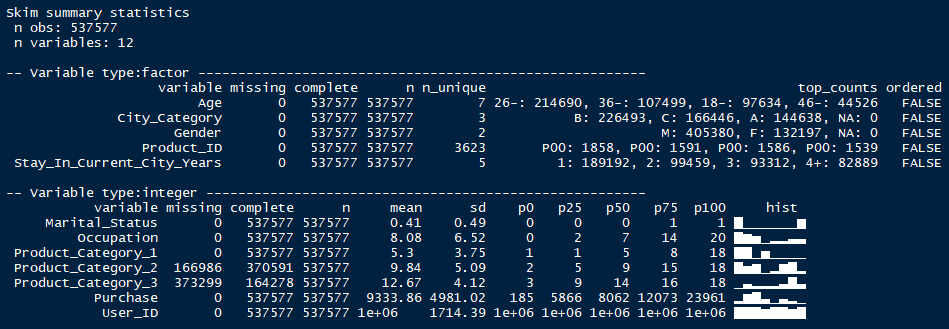 Skim summary statistics
n obs: 537577
n variables: 12
-- Variable type:factor --------------------------------------------------------
variable missing complete n n_unique top_counts ordered
Age 0 537577 537577 7 26-: 214690, 36-: 107499, 18-: 97634, 46-: 44526 FALSE
City_Category 0 537577 537577 3 B: 226493, C: 166446, A: 144638, NA: 0 FALSE
Gender 0 537577 537577 2 M: 405380, F: 132197, NA: 0 FALSE
Product_ID 0 537577 537577 3623 P00: 1858, P00: 1591, P00: 1586, P00: 1539 FALSE
Stay_In_Current_City_Years 0 537577 537577 5 1: 189192, 2: 99459, 3: 93312, 4+: 82889 FALSE
-- Variable type:integer -------------------------------------------------------
variable missing complete n mean sd p0 p25 p50 p75 p100 hist
Marital_Status 0 537577 537577 0.41 0.49 0 0 0 1 1
Occupation 0 537577 537577 8.08 6.52 0 2 7 14 20
Product_Category_1 0 537577 537577 5.3 3.75 1 1 5 8 18
Product_Category_2 166986 370591 537577 9.84 5.09 2 5 9 15 18
Product_Category_3 373299 164278 537577 12.67 4.12 3 9 14 16 18
Purchase 0 537577 537577 9333.86 4981.02 185 5866 8062 12073 23961
User_ID 0 537577 537577 1e+06 1714.39 1e+06 1e+06 1e+06 1e+06 1e+06